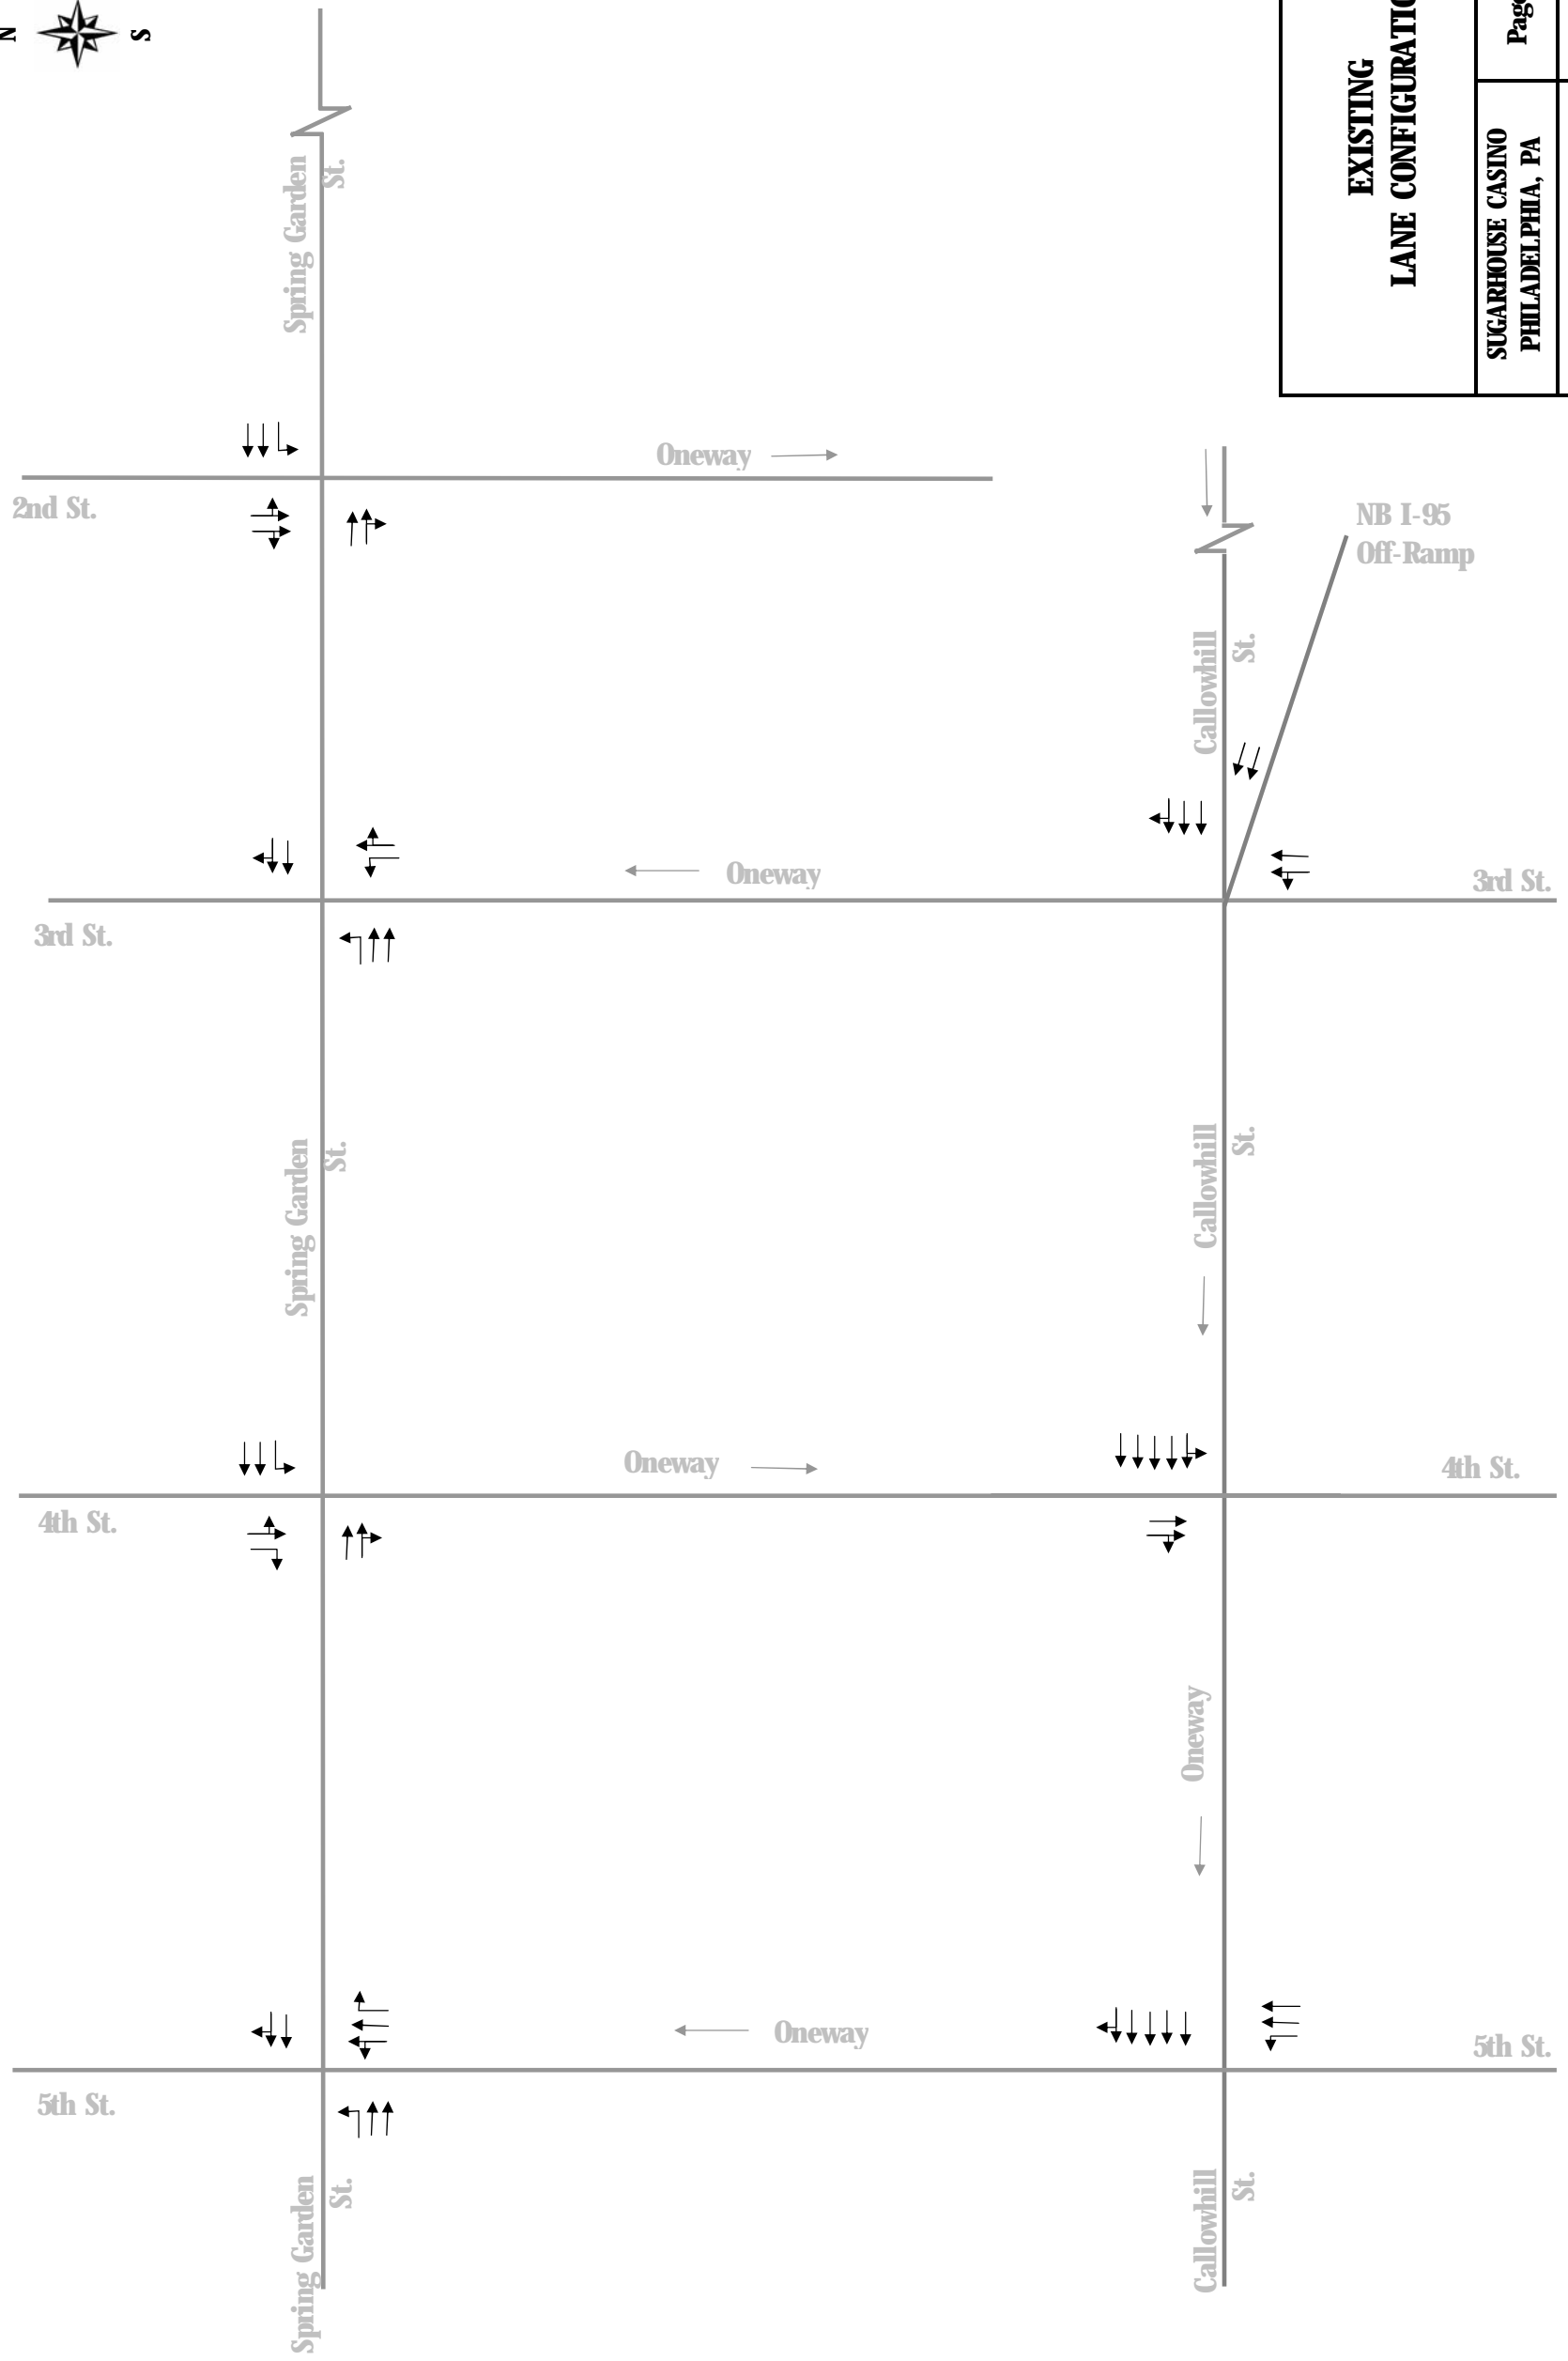 N
S
EXISTING
SUGARHOUSE CASINO
PHILADELPHIA, PA
LANE
Spring Garden
St.
2nd St.
Oneway
NB I-95
Off-Ramp
Callowhill
St.
3rd St.
Oneway
3rd St.
Spring Garden
St.
Callowhill
St.
4th St.
Oneway
4th St.
Oneway
5th St.
Oneway
5th St.
Spring Garden
St.
Callowhill
St.